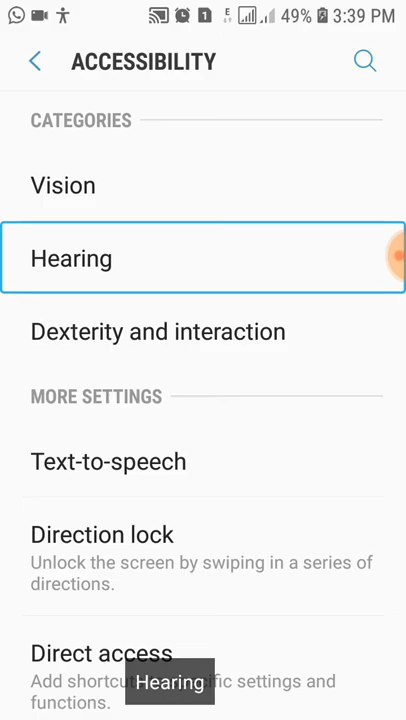 E 1 49% 3:39 PM
ACCESSIBILITY
CATEGORIES
Vision
Hearing
Dexterity and interaction
MORE SETTINGS
Text-to-speech
Direction lock
Unlock the screen by swiping in a series of
directions.
Direct access
Add shortcu fic settings and
functions.
Hearing